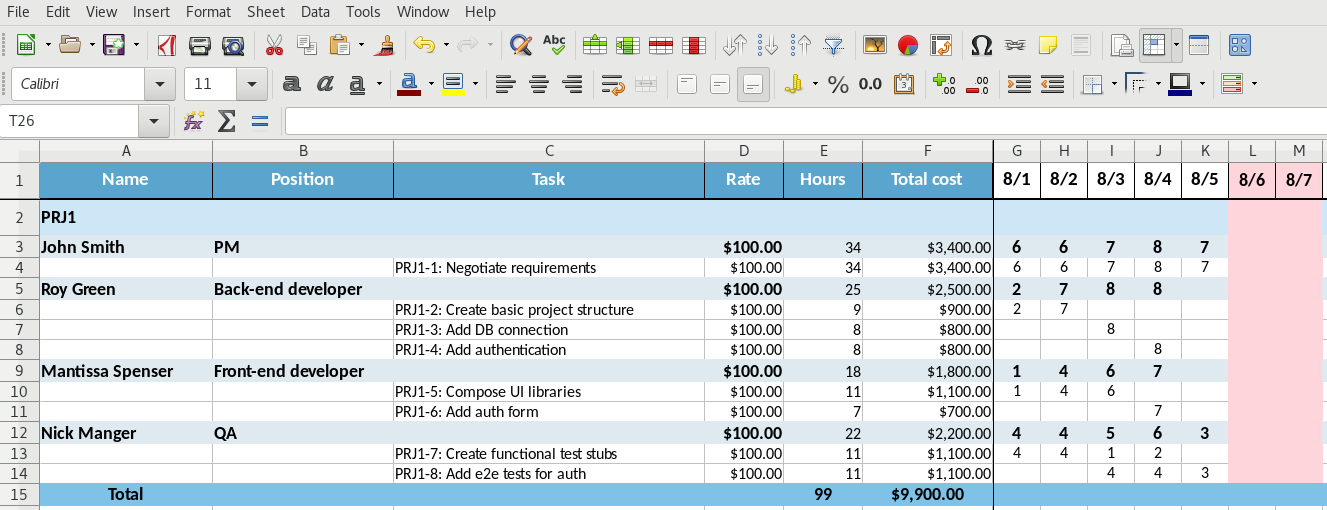 File Edit View Insert Format Sheet Data Tools Window Help
Abc Ω
Calibri 11 a a a a a % 0.0 3 .00 .00
T26 fx Σ =
A B C D E F G H I J K L M
1 Name Position Task Rate Hours Total cost 8/1 8/2 8/3 8/4 8/5 8/6 8/7
2 PRJ1
3 John Smith PM $100.00 34 $3,400.00 6 6 7 8 7
4 PRJ1-1: Negotiate requirements $100.00 34 $3,400.00 6 6 7 8 7
5 Roy Green Back-end developer $100.00 25 $2,500.00 2 7 8 8
6 PRJ1-2: Create basic project structure $100.00 9 $900.00 2 7
7 PRJ1-3: Add DB connection $100.00 8 $800.00 8
8 PRJ1-4: Add authentication $100.00 8 $800.00 8
9 Mantissa Spenser Front-end developer $100.00 18 $1,800.00 1 4 6 7
10 PRJ1-5: Compose UI libraries $100.00 11 $1,100.00 1 4 6
11 PRJ1-6: Add auth form $100.00 7 $700.00 7
12 Nick Manger QA $100.00 22 $2,200.00 4 4 5 6 3
13 PRJ1-7: Create functional test stubs $100.00 11 $1,100.00 4 4 1 2
14 PRJ1-8: Add e2e tests for auth $100.00 11 $1,100.00 4 4 3
15 Total 99 $9,900.00